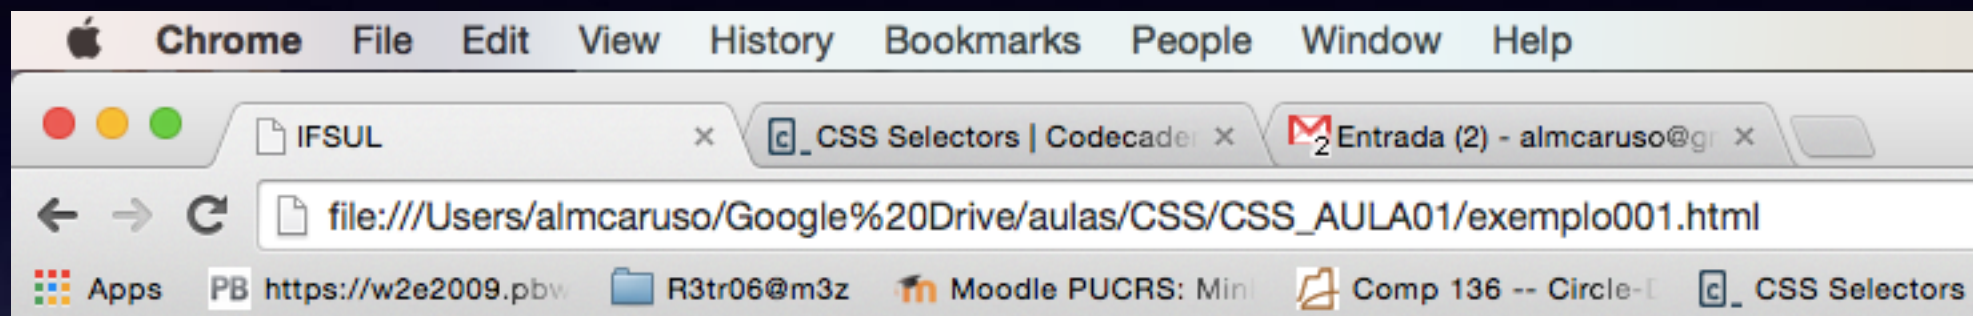 Chrome File Edit View History Bookmarks People Window Help
IFSUL CSS Selectors | Codecade Entrada (2) - almcaruso@g
file:///Users/almcaruso/Google%20Drive/aulas/CSS/CSS_AULA01/exemplo001.html
Apps PB https://w2e2009.pbw R3tr06@m3z Moodle PUCRS: Min Comp 136 -- Circle- CSS Selectors